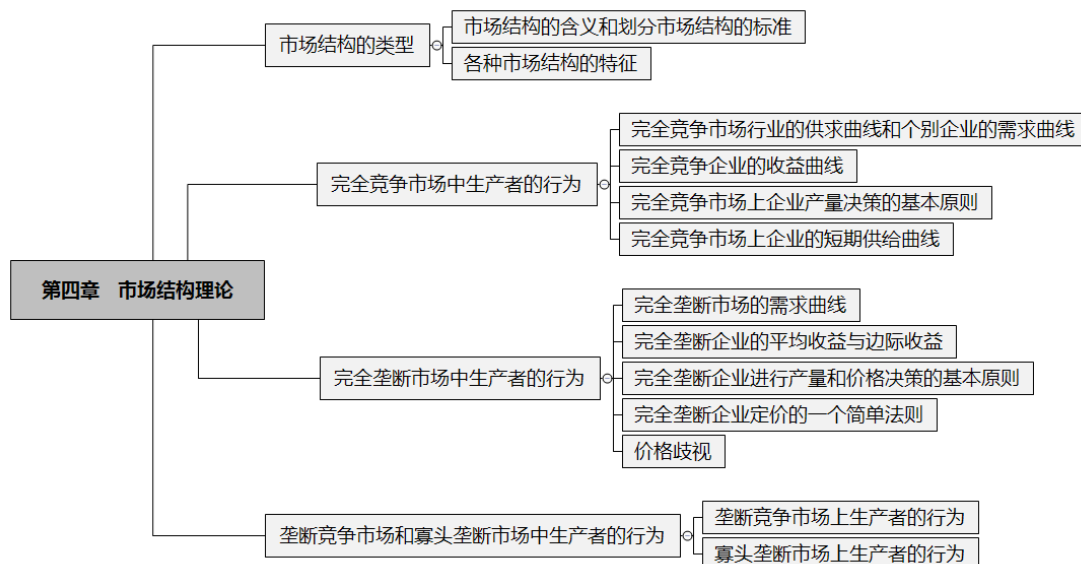 市场结构的类型
市场结构的含义和划分市场结构的标准
各种市场结构的特征
完全竞争市场中生产者的行为
完全竞争市场行业的供求曲线和个别企业的需求曲线
完全竞争企业的收益曲线
完全竞争市场上企业产量决策的基本原则
完全竞争市场上企业的短期供给曲线
第四章 市场结构理论
完全垄断市场中生产者的行为
完全垄断市场的需求曲线
完全垄断企业的平均收益与边际收益
完全垄断企业进行产量和价格决策的基本原则
完全垄断企业定价的一个简单法则
价格歧视
垄断竞争市场和寡头垄断市场中生产者的行为
垄断竞争市场上生产者的行为
寡头垄断市场上生产者的行为